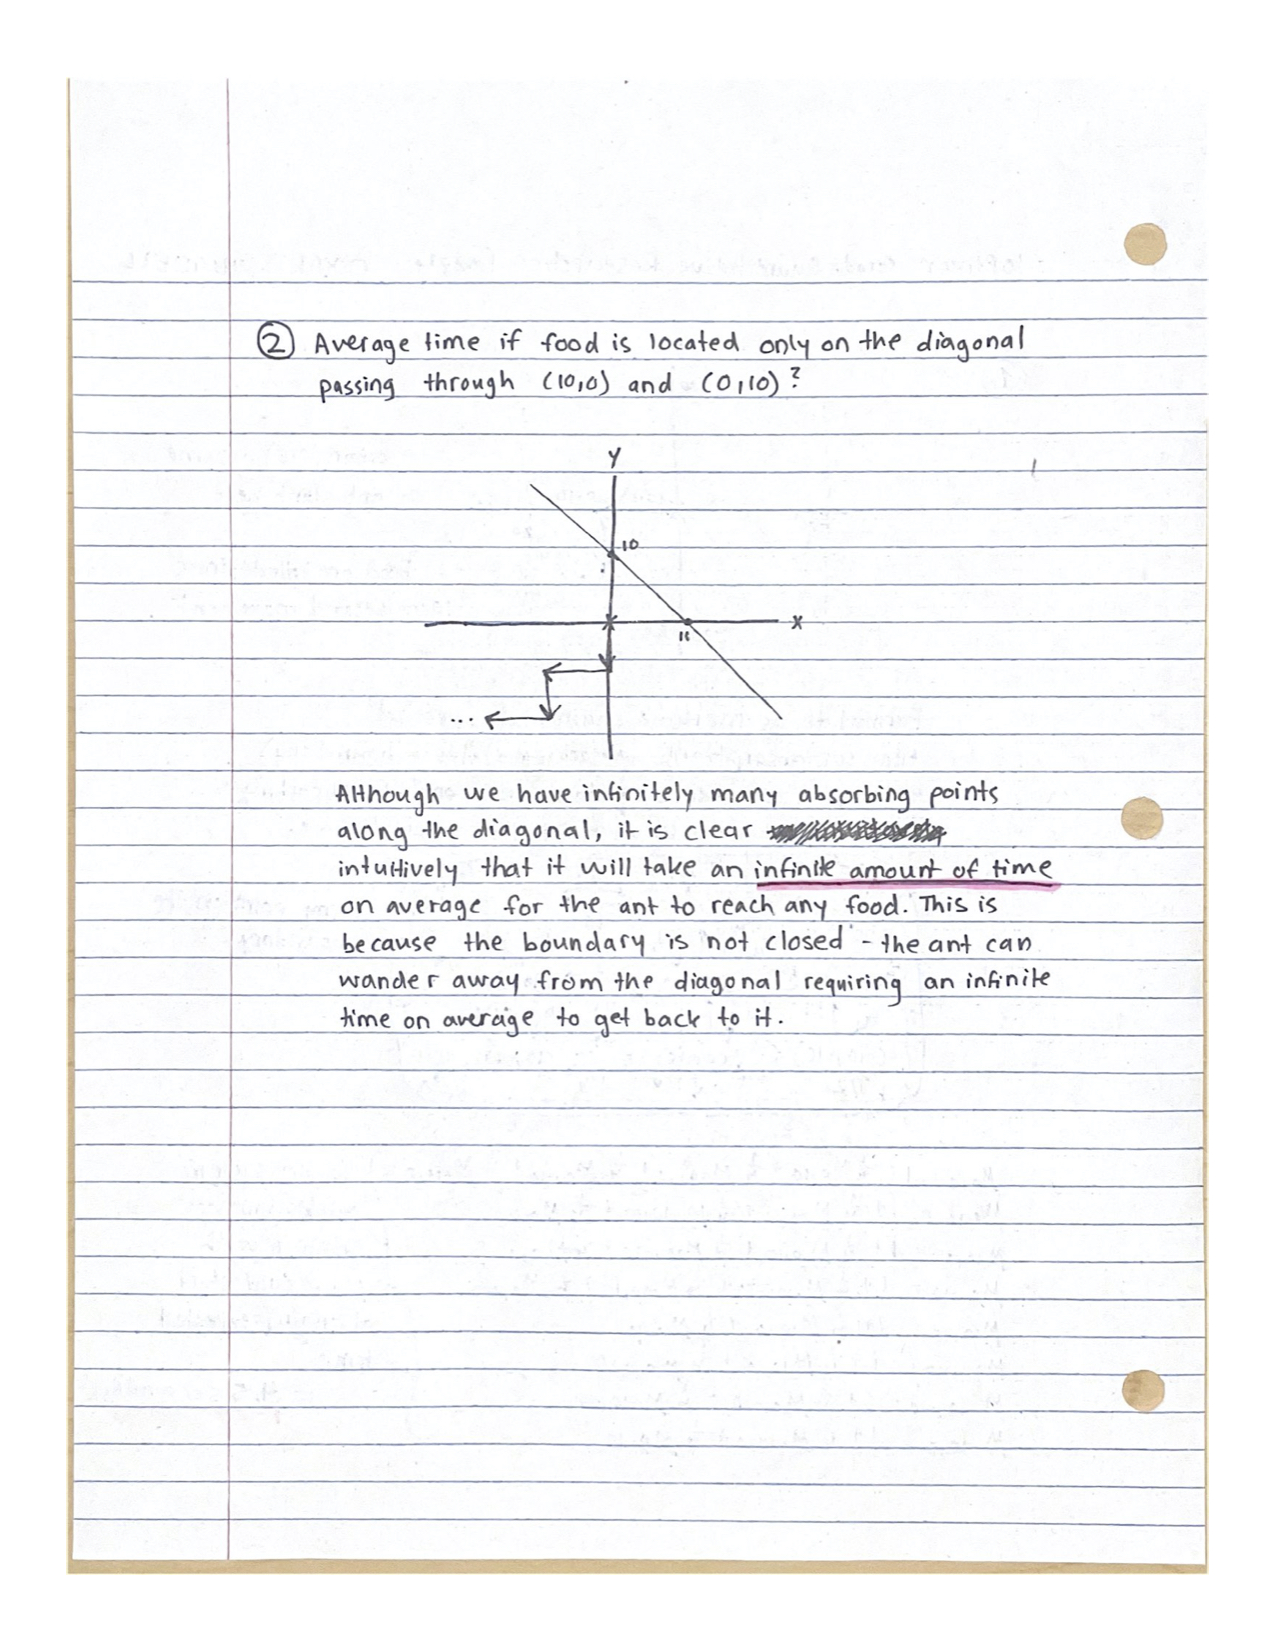 ② Average time if food is located only on the diagonal
passing through (10,0) and (0,10)?
Y
10
X
Although we have infinitely many absorbing points
along the diagonal, it is clear
intuitively that it will take an infinite amount of time
on average for the ant to reach any food. This is
because the boundary is not closed - the ant can
wander away from the diagonal requiring an infinite
time on average to get back to it.